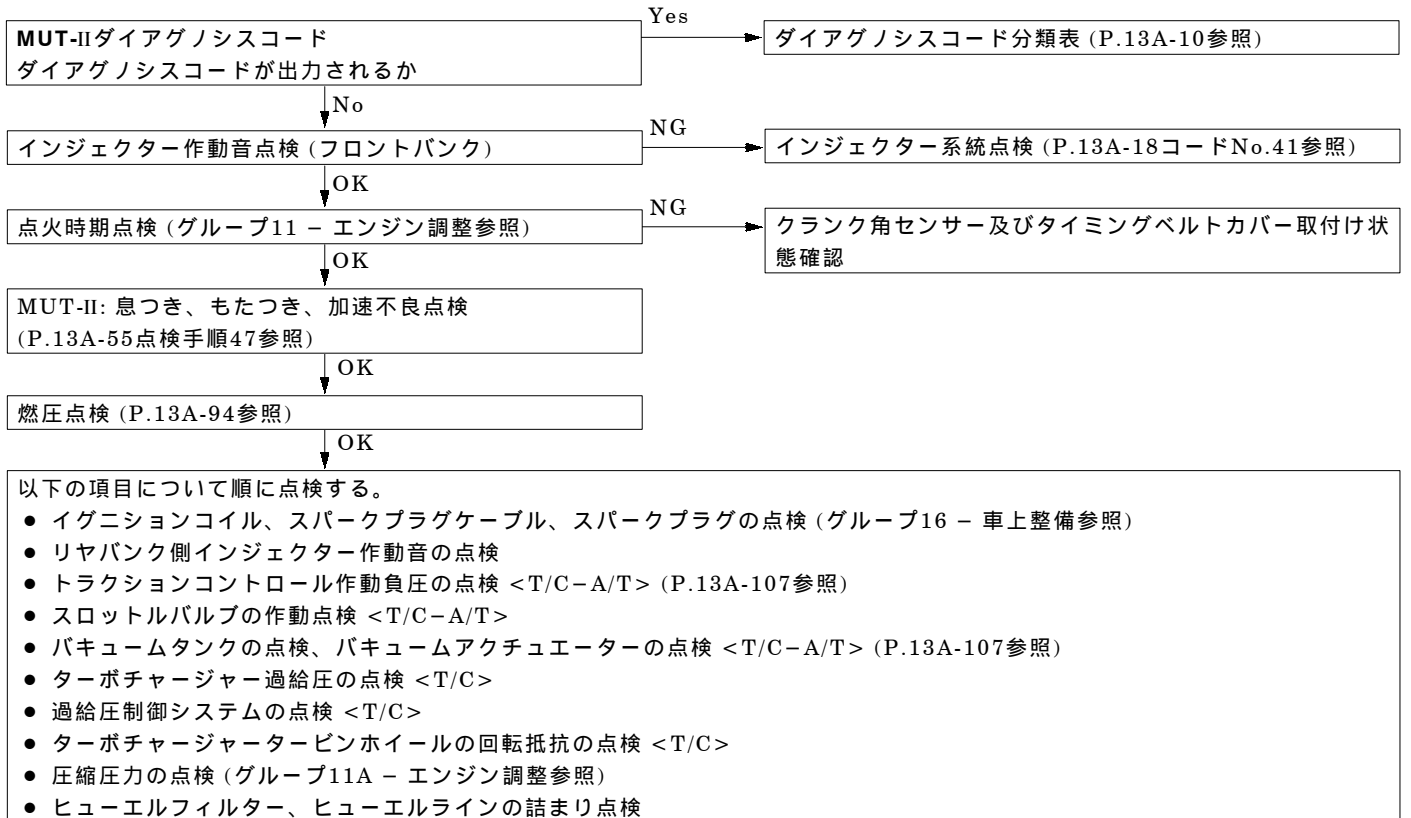 Yes
MUT-IIダイアグノシスコード
ダイアグノシスコードが出力されるか
ダイアグノシスコード分類表 (P.13A-10参照)
No
NG
インジェクター作動音点検 (フロントバンク)
インジェクター系統点検 (P.13A-18コードNo.41参照)
OK
NG
点火時期点検 (グループ11 − エンジン調整参照)
クランク角センサー及びタイミングベルトカバー取付け状
態確認
OK
MUT-II: 息つき、もたつき、加速不良点検
(P.13A-55点検手順47参照)
OK
燃圧点検 (P.13A-94参照)
OK
以下の項目について順に点検する。
● イグニションコイル、スパークプラグケーブル、スパークプラグの点検 (グループ16 − 車上整備参照)
● リヤバンク側インジェクター作動音の点検
● トラクションコントロール作動負圧の点検 <T/C−A/T> (P.13A-107参照)
● スロットルバルブの作動点検 <T/C−A/T>
● バキュームタンクの点検、バキュームアクチュエーターの点検 <T/C−A/T> (P.13A-107参照)
● ターボチャージャー過給圧の点検 <T/C>
● 過給圧制御システムの点検 <T/C>
● ターボチャージャータービンホイールの回転抵抗の点検 <T/C>
● 圧縮圧力の点検 (グループ11A − エンジン調整参照)
● ヒューエルフィルター、ヒューエルラインの詰まり点検